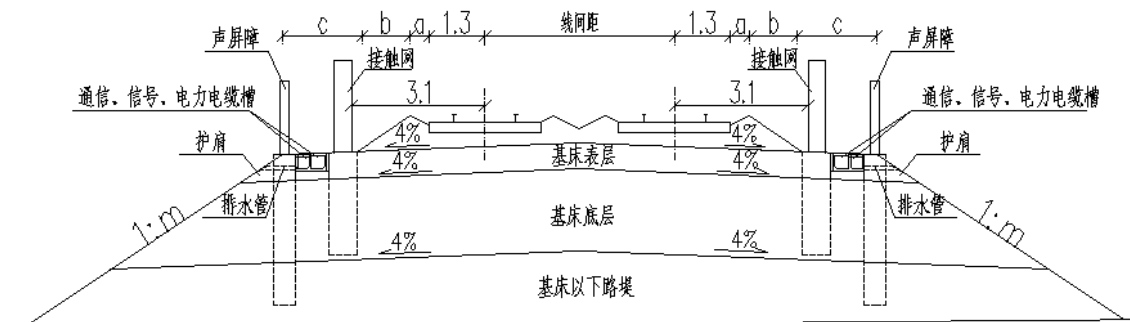 c b a 1.3 线间距 1.3 a b c
声屏障 接触网 接触网 声屏障
通信、信号、电力电缆槽 3.1 3.1 通信、信号、电力电缆槽
护肩 4% 4% 护肩
基床表层
4% 4%
排水管 排水管
1:m 基床底层 1:m
4% 4%
基床以下路堤